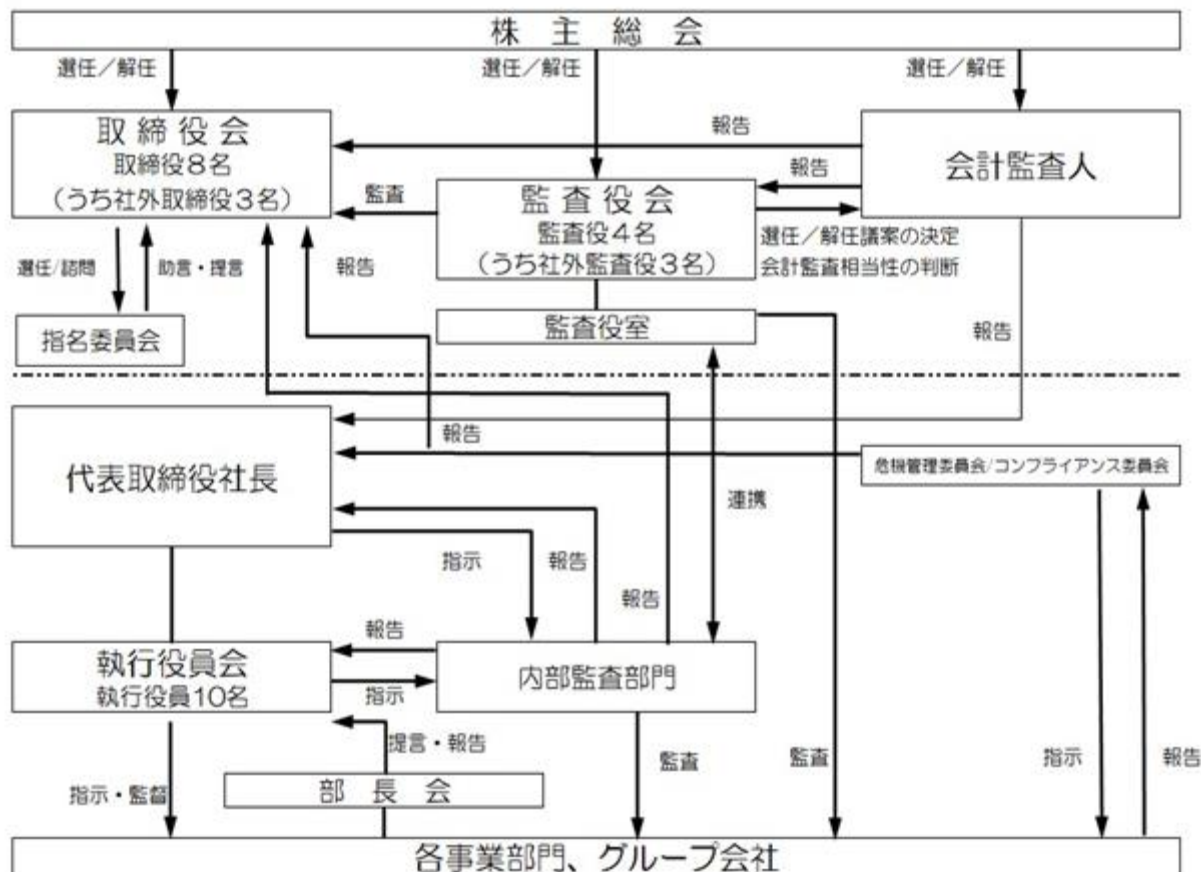 株主総会
選任／解任
選任／解任
選任／解任
取締役会
取締役8名
（うち社外取締役3名）
報告
会計監査人
報告
監査
監査役会
監査役4名
（うち社外監査役3名）
選任／解任議案の決定
会計監査相当性の判断
選任/諮問
助言・提言
報告
指名委員会
監査役室
報告
代表取締役社長
報告
危機管理委員会/コンプライアンス委員会
連携
指示
報告
報告
執行役員会
執行役員10名
報告
指示
内部監査部門
提言・報告
監査
監査
指示
報告
指示・監督
部長会
各事業部門、グループ会社